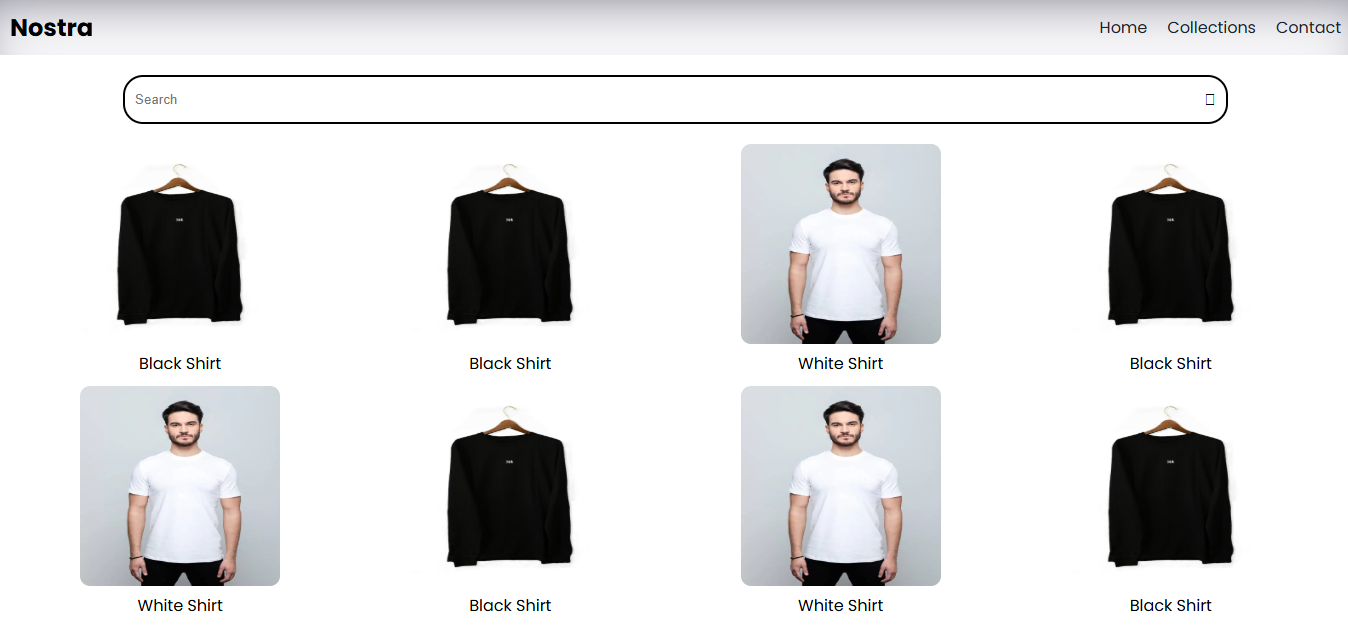 Nostra
Home Collections Contact
Search
Black Shirt Black Shirt White Shirt Black Shirt
White Shirt Black Shirt White Shirt Black Shirt